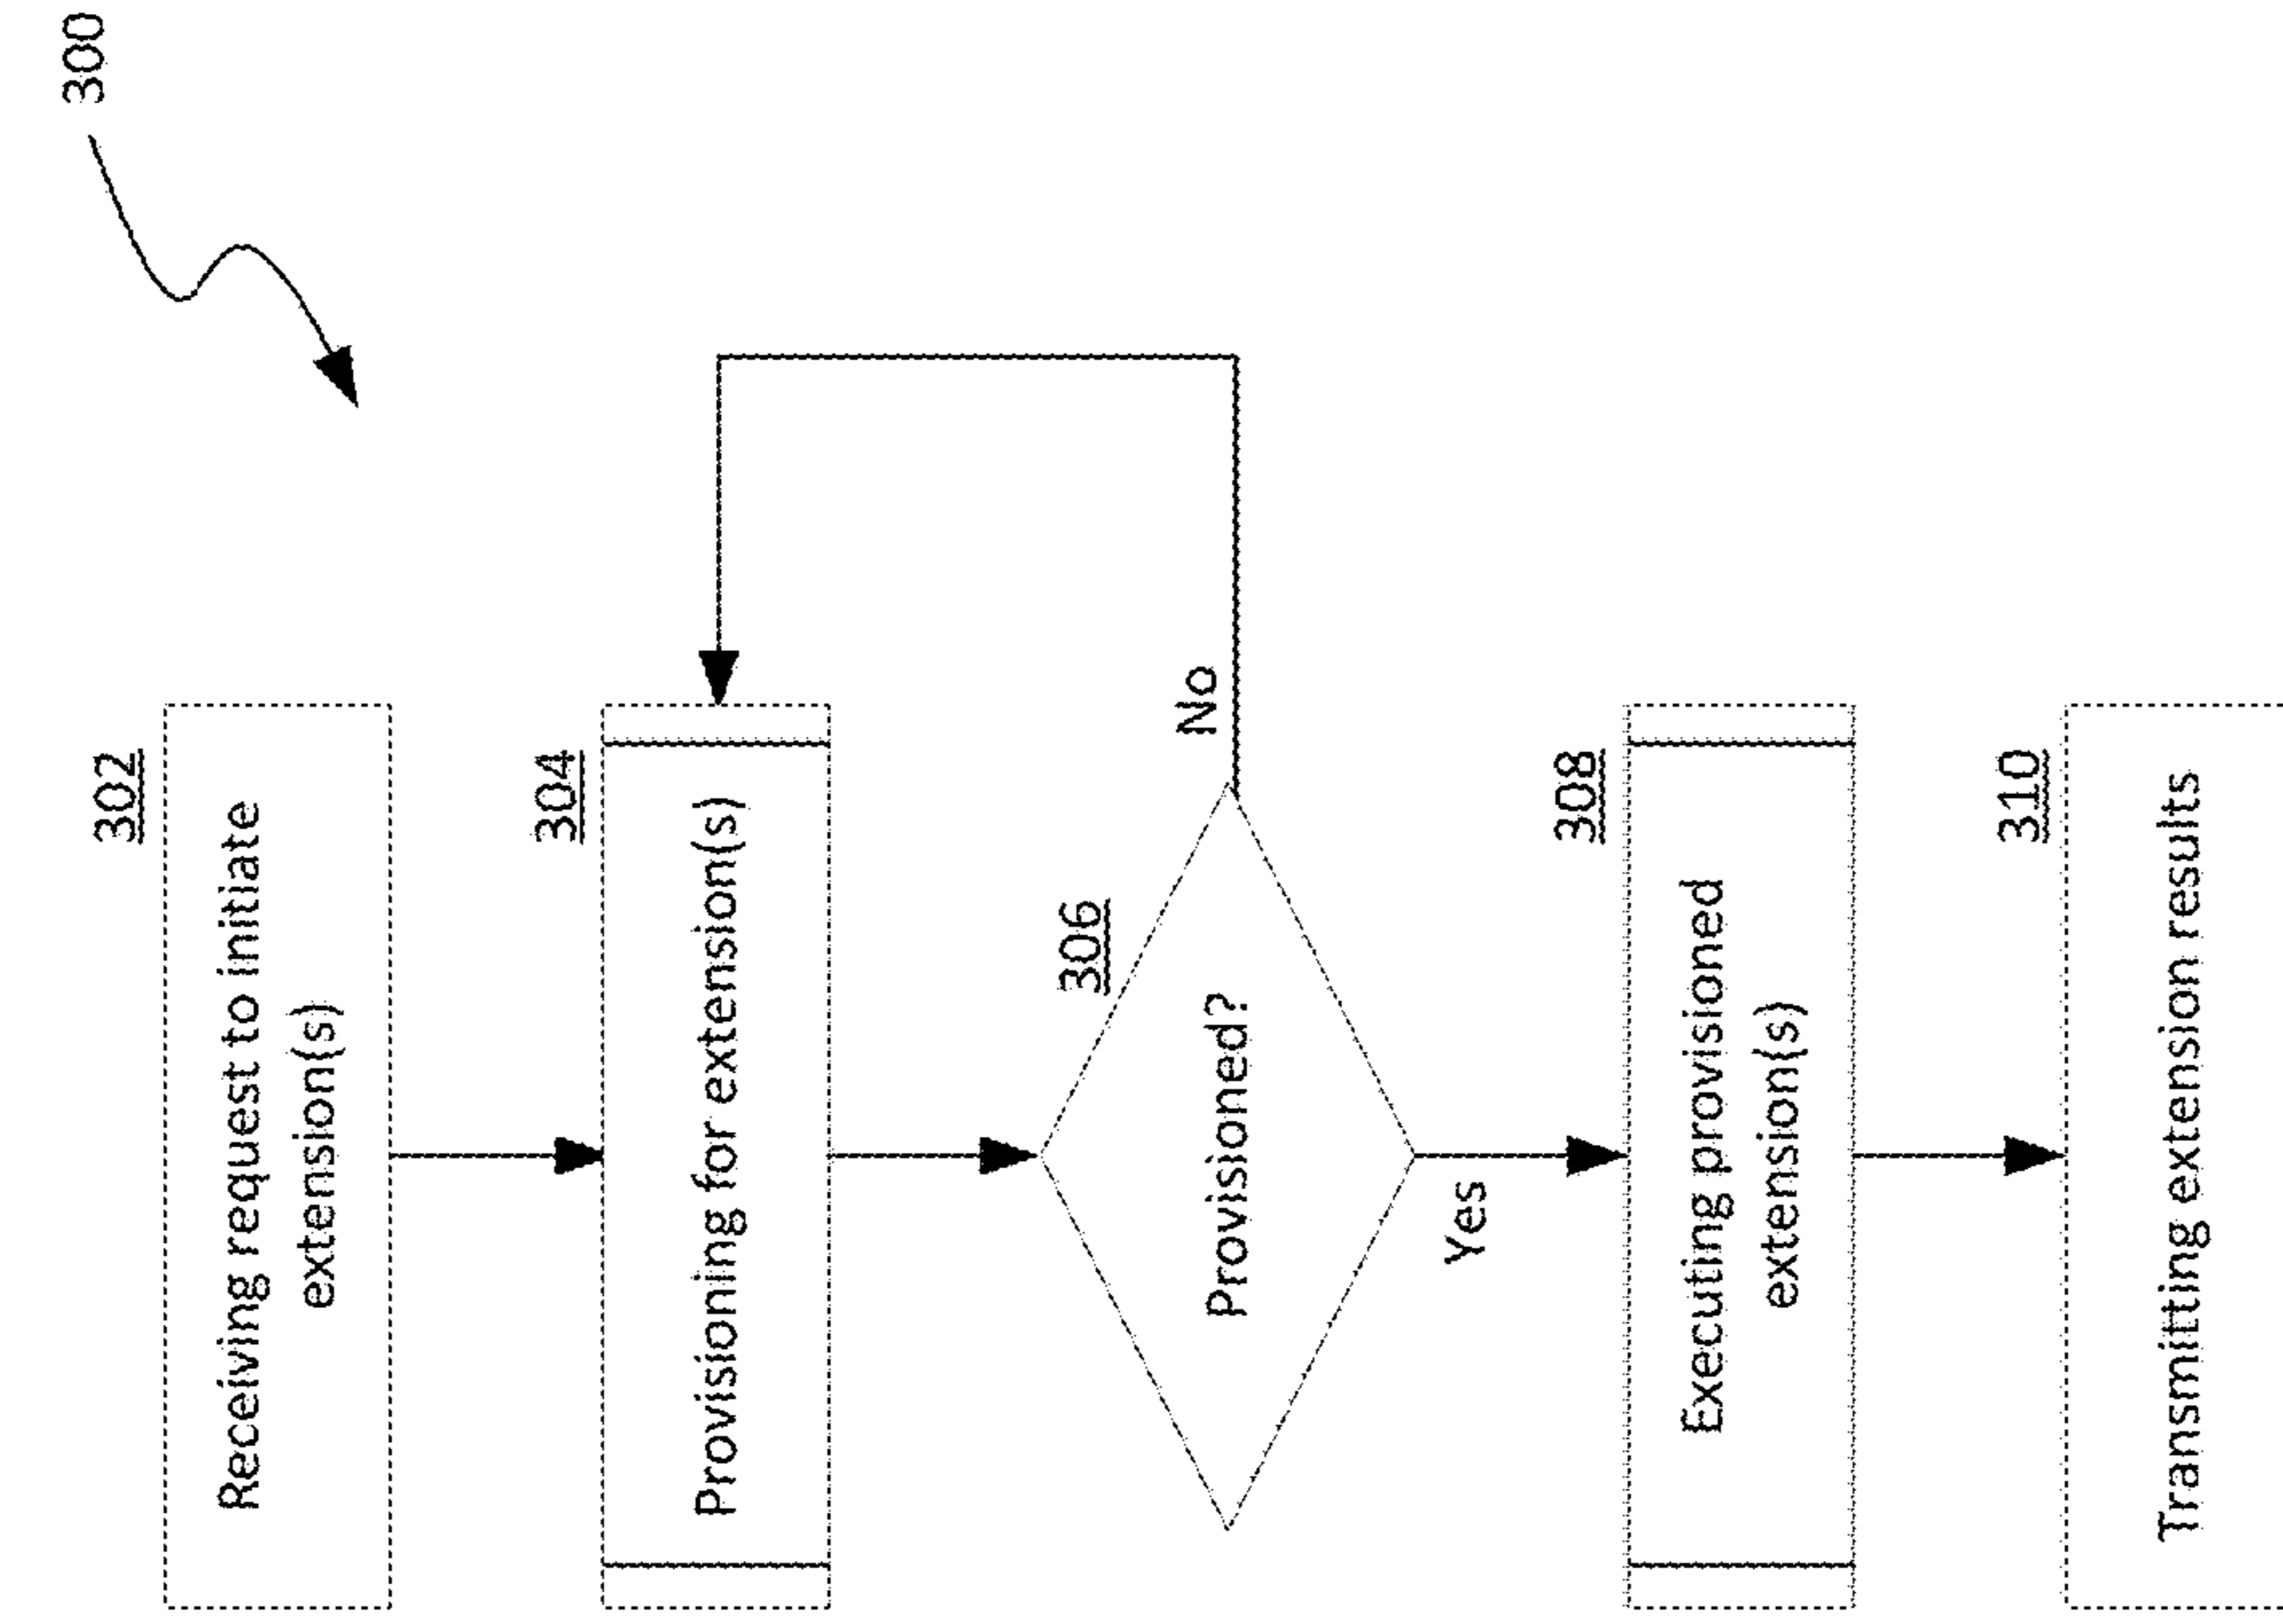 300
302
Receiving request to initiate
extension(s)
304
Provisioning for extension(s)
306
Provisioned?
No
Yes
308
Executing provisioned
extension(s)
310
Transmitting extension results